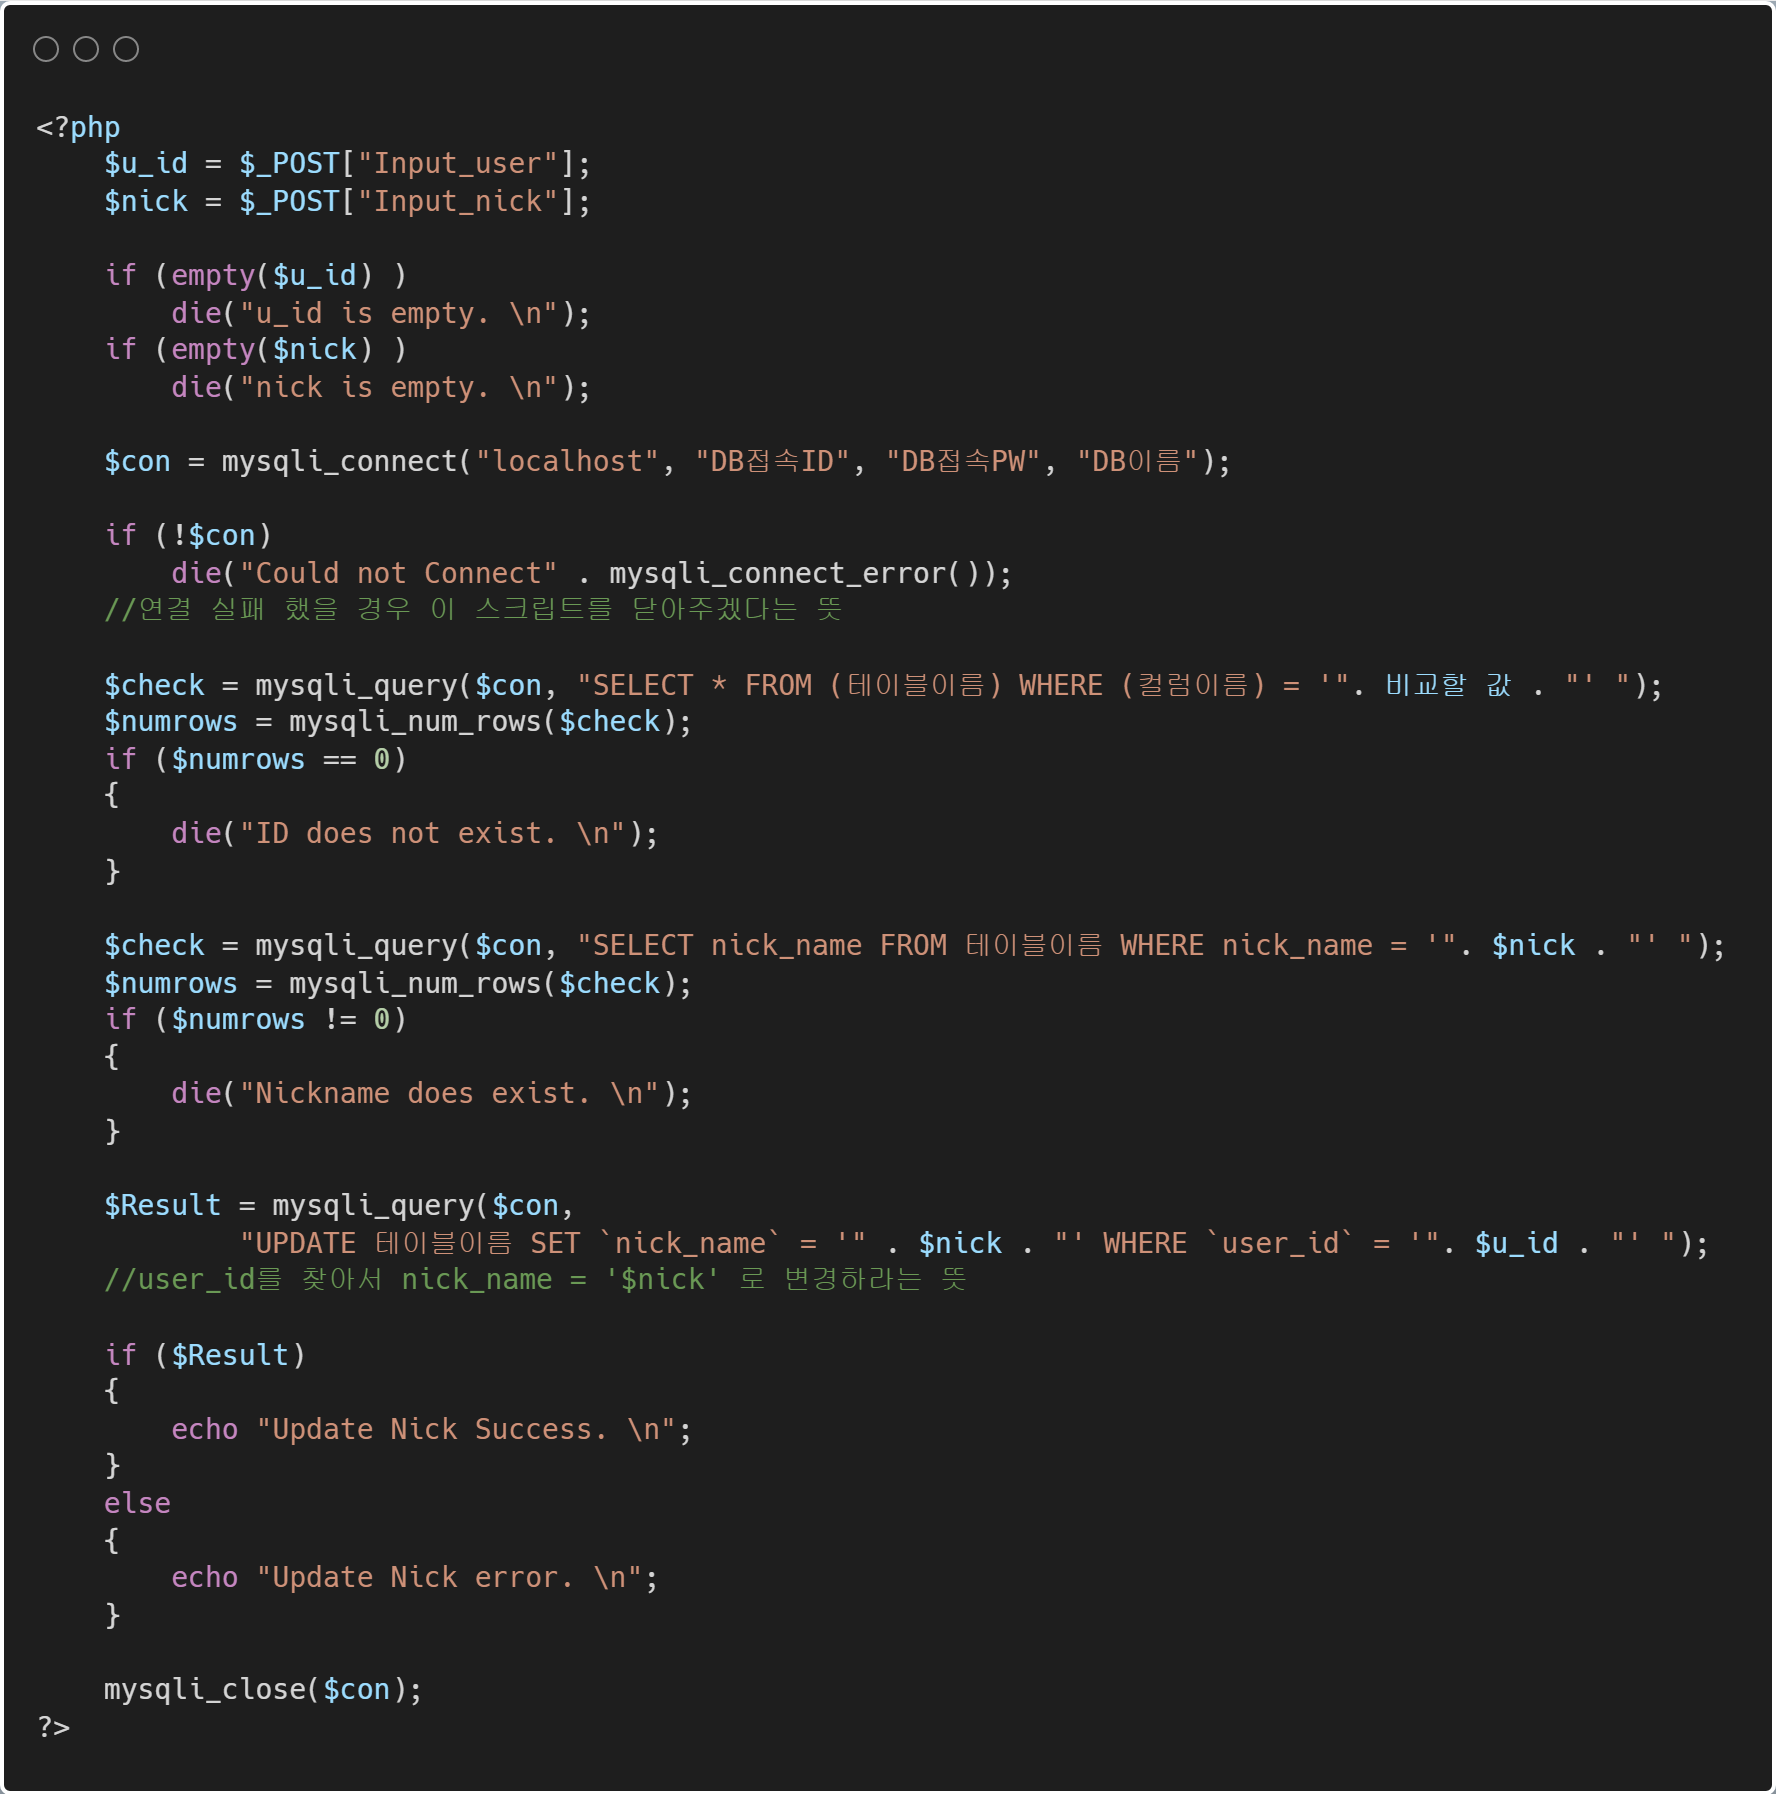 <?php
    $u_id = $_POST["Input_user"];
    $nick = $_POST["Input_nick"];

    if (empty($u_id) )
        die("u_id is empty. \n");
    if (empty($nick) )
        die("nick is empty. \n");

    $con = mysqli_connect("localhost", "DB접속ID", "DB접속PW", "DB이름");

    if (!$con)
        die("Could not Connect" . mysqli_connect_error());
    //연결 실패 했을 경우 이 스크립트를 닫아주겠다는 뜻

    $check = mysqli_query($con, "SELECT * FROM (테이블이름) WHERE (컬럼이름) = '". 비교할 값 . "' ");
    $numrows = mysqli_num_rows($check);
    if ($numrows == 0)
    {
        die("ID does not exist. \n");
    }

    $check = mysqli_query($con, "SELECT nick_name FROM 테이블이름 WHERE nick_name = '". $nick . "' ");
    $numrows = mysqli_num_rows($check);
    if ($numrows != 0)
    {
        die("Nickname does exist. \n");
    }

    $Result = mysqli_query($con,
            "UPDATE 테이블이름 SET `nick_name` = '" . $nick . "' WHERE `user_id` = '". $u_id . "' ");
    //user_id를 찾아서 nick_name = '$nick' 로 변경하라는 뜻

    if ($Result)
    {
        echo "Update Nick Success. \n";
    }
    else
    {
        echo "Update Nick error. \n";
    }

    mysqli_close($con);
?>